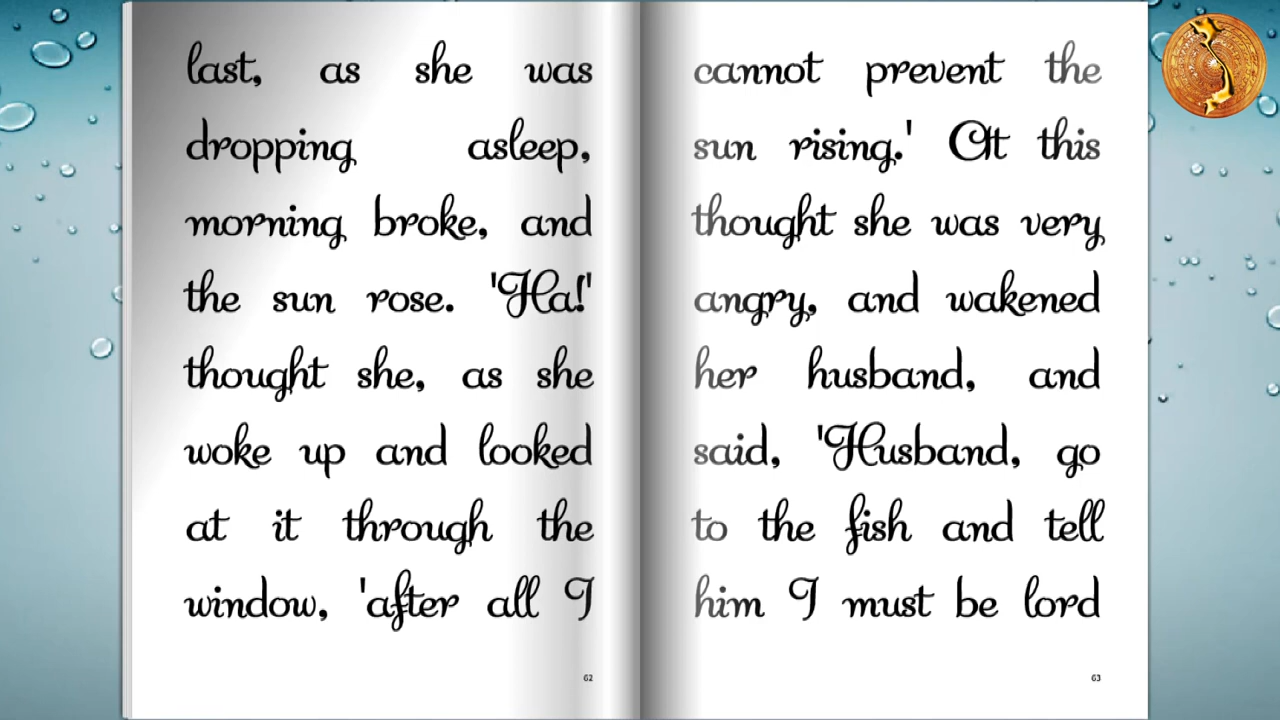 last, as she was
dropping asleep,
morning broke, and
the sun rose. 'Ha!'
thought she, as she
woke up and looked
at it through the
window, 'after all I
62
cannot prevent the
sun rising.' At this
thought she was very
angry, and wakened
her husband, and
said, 'Husband, go
to the fish and tell
him I must be lord
63